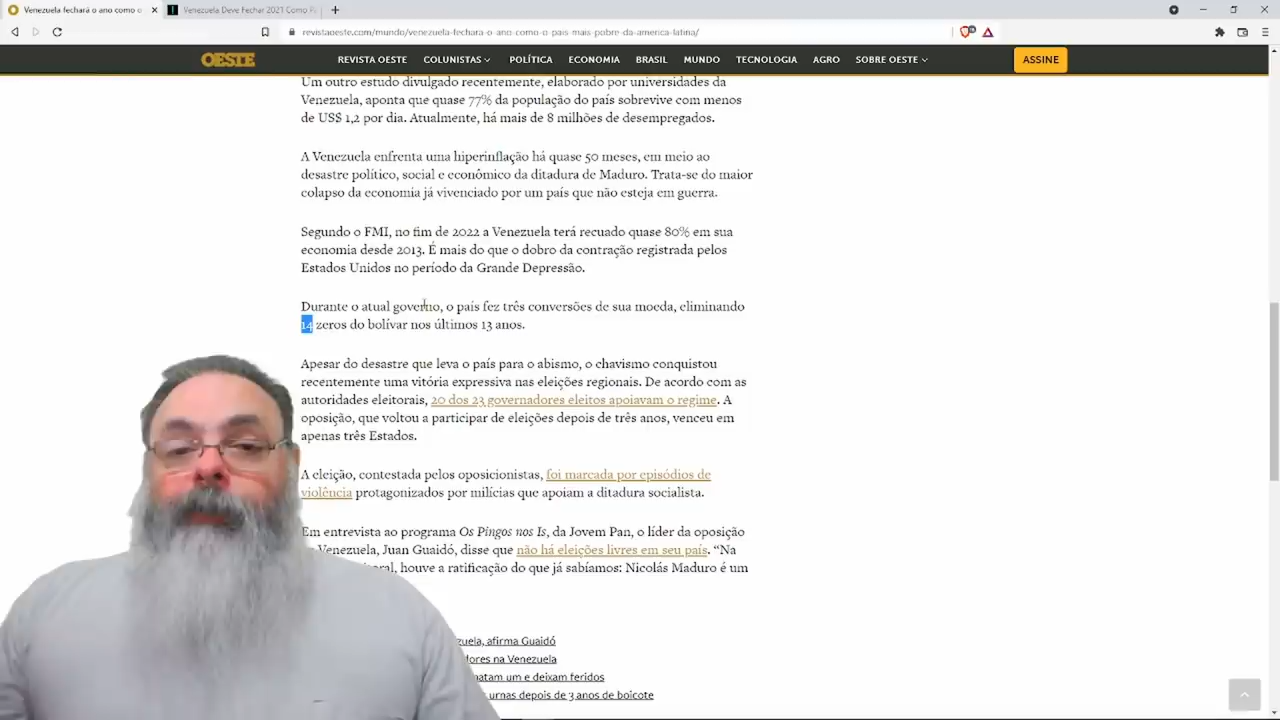 Venezuela fechará o ano como o
Venezuela Deve Fechar 2021 Como
revistaoeste.com/mundo/venezuela-fechara-o-ano-como-o-pais-mais-pobre-da-america-latina/
OESTE
REVISTA OESTE COLUNISTAS POLÍTICA ECONOMIA BRASIL MUNDO TECNOLOGIA AGRO SOBRE OESTE ASSINE
Um outro estudo divulgado recentemente, elaborado por universidades da
Venezuela, aponta que quase 77% da população do país sobrevive com menos
de US$ 1,2 por dia. Atualmente, há mais de 8 milhões de desempregados.
A Venezuela enfrenta uma hiperinflação há quase 50 meses, em meio ao
desastre político, social e econômico da ditadura de Maduro. Trata-se do maior
colapso da economia já vivenciado por um país que não esteja em guerra.
Segundo o FMI, no fim de 2022 a Venezuela terá recuado quase 80% em sua
economia desde 2013. É mais do que o dobro da contração registrada pelos
Estados Unidos no período da Grande Depressão.
Durante o atual governo, o país fez três conversões de sua moeda, eliminando
14 zeros do bolívar nos últimos 13 anos.
Apesar do desastre que leva o país para o abismo, o chavismo conquistou
recentemente uma vitória expressiva nas eleições regionais. De acordo com as
autoridades eleitorais, 20 dos 23 governadores eleitos apoiavam o regime. A
oposição, que voltou a participar de eleições depois de três anos, venceu em
apenas três Estados.
A eleição, contestada pelos oposicionistas, foi marcada por episódios de
violência protagonizados por milícias que apoiam a ditadura socialista.
Em entrevista ao programa Os Pingos nos Is, da Jovem Pan, o líder da oposição
Venezuela, Juan Guaidó, disse que não há eleições livres em seu país. “Na
houve a ratificação do que já sabíamos: Nicolás Maduro é um
afirma Guaidó
na Venezuela
matam um e deixam feridos
urnas depois de 3 anos de boicote